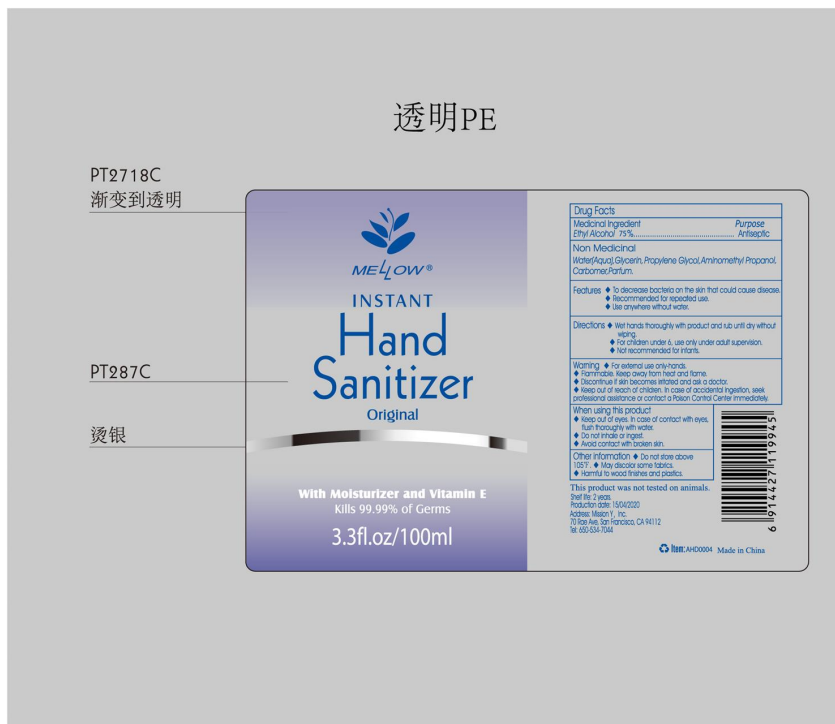 透明PE
PT2718C
渐变到透明
PT287C
烫银
MELLOW®
INSTANT
Hand
Sanitizer
Original
With Moisturizer and Vitamin E
Kills 99.99% of Germs
3.3fl.oz/100ml
Drug Facts
Medicinal Ingredient Purpose
Ethyl Alcohol 75%................................................ Antiseptic
Non Medicinal
Water(Aqua),Glycerin, Propylene Glycol,Aminomethyl Propanol,
Carbomer,Parfum.
Features ♦ To decrease bacteria on the skin that could cause disease.
♦ Recommended for repeated use.
♦ Use anywhere without water.
Directions ♦ Wet hands thoroughly with product and rub until dry without
wiping.
♦ For children under 6, use only under adult supervision.
♦ Not recommended for infants.
Warning ♦ For external use only-hands.
♦ Flammable. Keep away from heat and flame.
♦ Discontinue if skin becomes irritated and ask a doctor.
♦ Keep out of reach of children. In case of accidental ingestion, seek
professional assistance or contact a Poison Control Center immediately.
When using this product
♦ Keep out of eyes. In case of contact with eyes,
flush thoroughly with water.
♦ Do not inhale or ingest.
♦ Avoid contact with broken skin.
Other information ♦ Do not store above
105°F. ♦ May discolor some fabrics.
♦ Harmful to wood finishes and plastics.
This product was not tested on animals.
Shelf life: 2 years.
Production date: 15/04/2020
Address: Mission Y, Inc.
70 Rae Ave, San Francisco, CA 94112
Tel: 650-534-7044
6 914427 119945
Item: AHD0004 Made in China